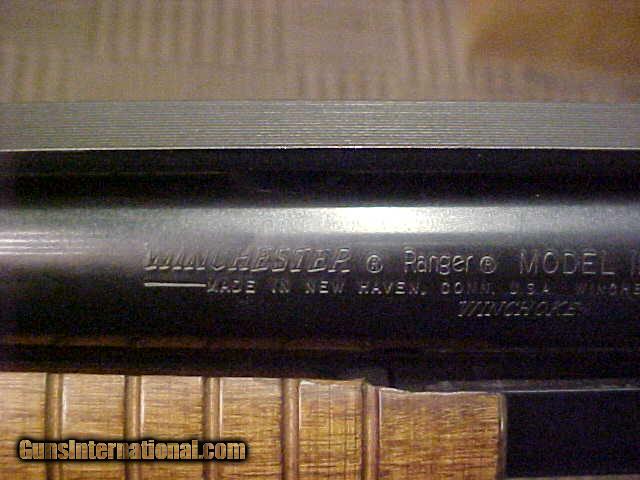 WINCHESTER ® Ranger ® MODEL
MADE IN NEW HAVEN, CONN. U.S.A.
WINCHOKE
GunsInternational.com